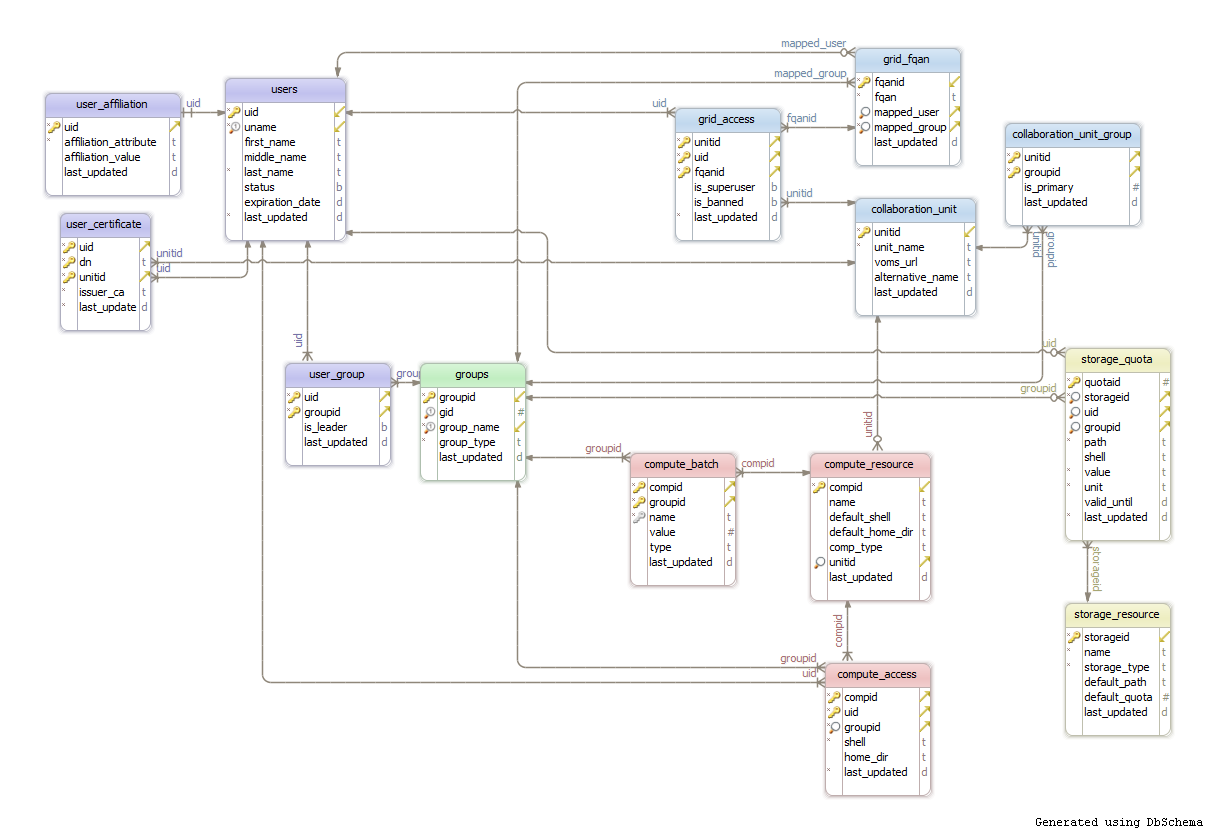 mapped_user
grid_fqan
fqanid
fqan
mapped_user
mapped_group
last_updated
t
d
mapped_group
users
uid
uname
first_name
middle_name
last_name
status
expiration_date
last_updated
t
t
t
b
d
d
user_affiliation
uid
affiliation_attribute
affiliation_value
last_updated
t
t
d
uid
uid
grid_access
unitid
uid
fqanid
is_superuser
is_banned
last_updated
b
b
d
fqanid
unitid
collaboration_unit_group
unitid
groupid
is_primary
last_updated
#
d
unitid
groupid
collaboration_unit
unitid
unit_name
voms_url
alternative_name
last_updated
t
t
t
d
user_certificate
uid
dn
unitid
issuer_ca
last_update
t
t
d
unitid
uid
uid
user_group
uid
groupid
is_leader
last_updated
b
d
group
groups
groupid
gid
group_name
group_type
last_updated
#
t
d
uid
groupid
storage_quota
quotaid
storageid
uid
groupid
path
shell
value
unit
valid_until
last_updated
#
t
t
t
t
d
d
unitid
groupid
compute_batch
compid
groupid
name
value
type
last_updated
t
#
t
d
compid
compute_resource
compid
name
default_shell
default_home_dir
comp_type
unitid
last_updated
t
t
t
t
d
storageid
storage_resource
storageid
name
storage_type
default_path
default_quota
last_updated
t
t
t
#
d
compid
groupid
uid
compute_access
compid
uid
groupid
shell
home_dir
last_updated
t
t
d
Generated using DbSchema